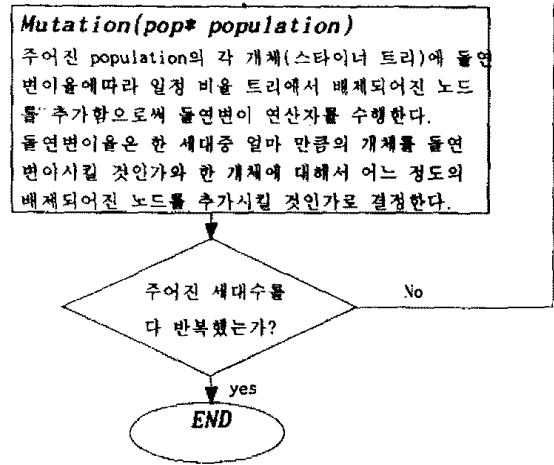 Mutation(pop* population)
주어진 population의 각 개체(스타이너 트리)에 돌연
변이율에따라 일정 비율 트리에서 배제되어진 노드
를 추가함으로써 돌연변이 연산자를 수행한다.
돌연변이율은 한 세대중 얼마 만큼의 개체를 돌연
변이시킬 것인가와 한 개체에 대해서 어느 정도의
배제되어진 노드를 추가시킬 것인가로 결정한다.
주어진 세대수를
다 반복했는가?
No
yes
END